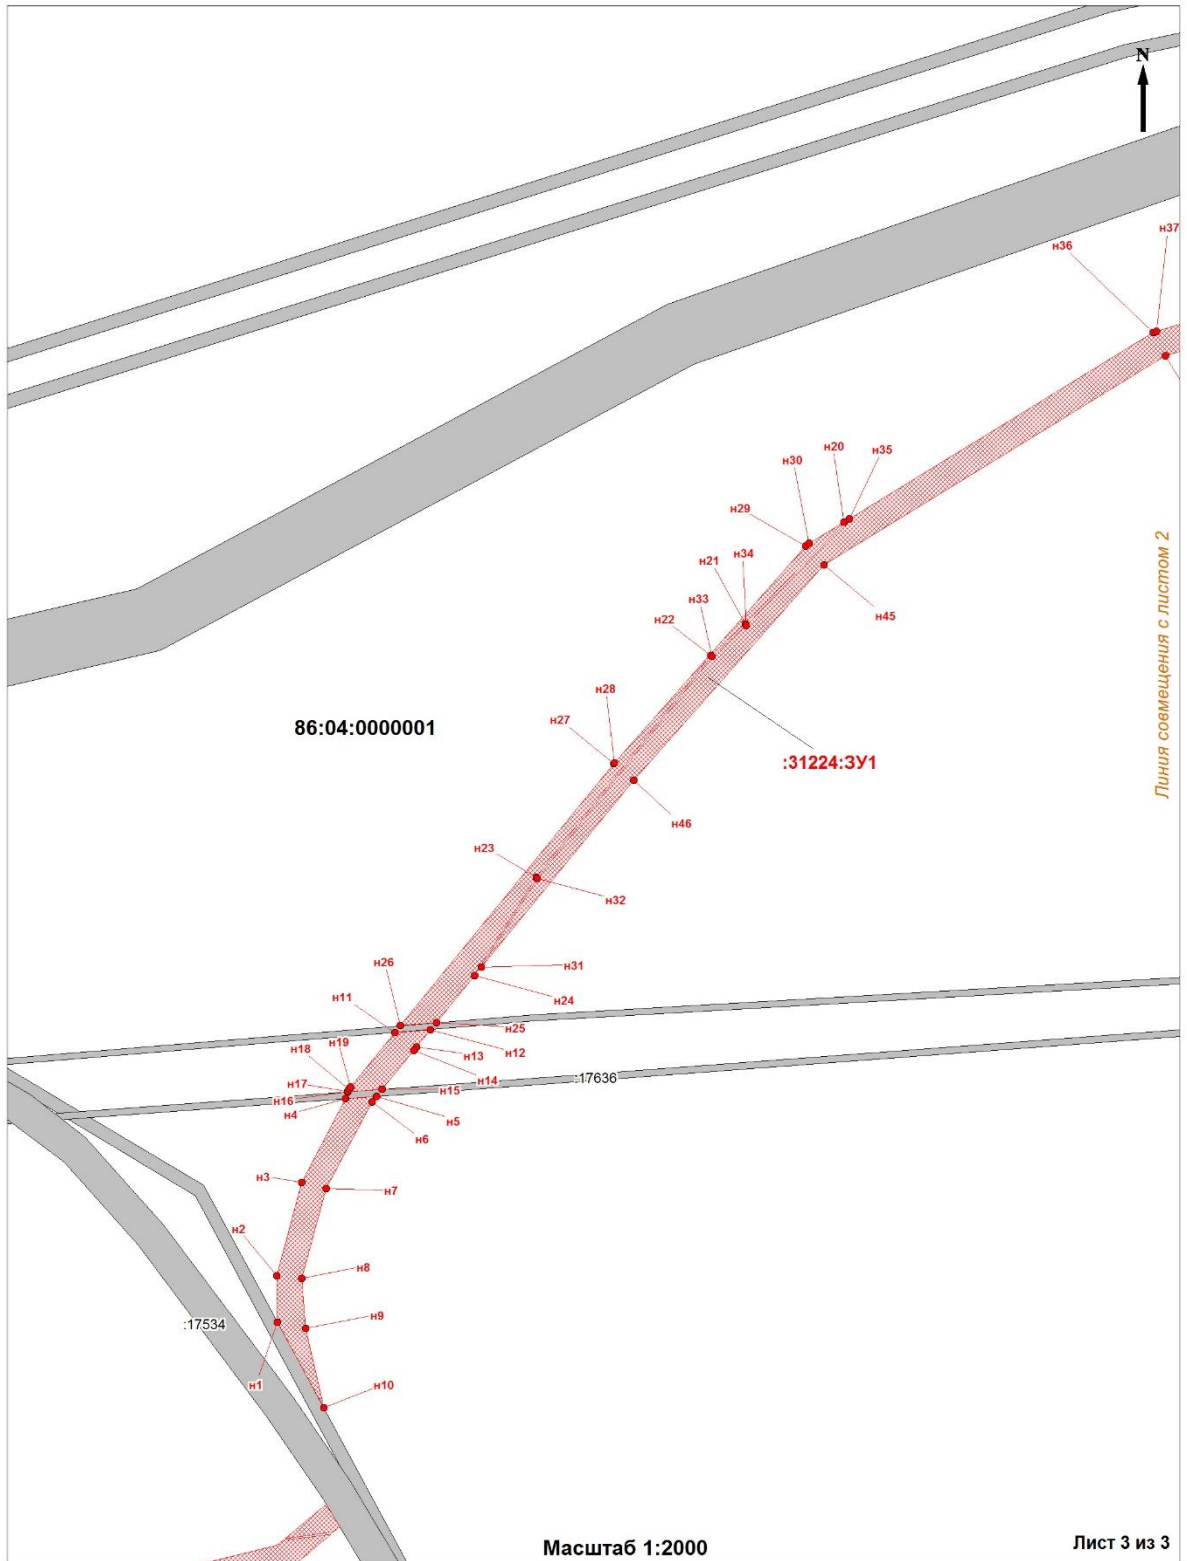 N
н37
н36
н20
н35
н30
н29
н34
н21
н33
н22
н45
Линия совмещения с листом 2
н28
н27
86:04:0000001
:31224:ЗУ1
н46
н23
н32
н26
н31
н11
н24
н25
н12
н19
н13
н18
н14
н17
н15
:17636
н16
н4
н5
н6
н3
н7
н2
н8
н9
:17534
н1
н10
Масштаб 1:2000
Лист 3 из 3